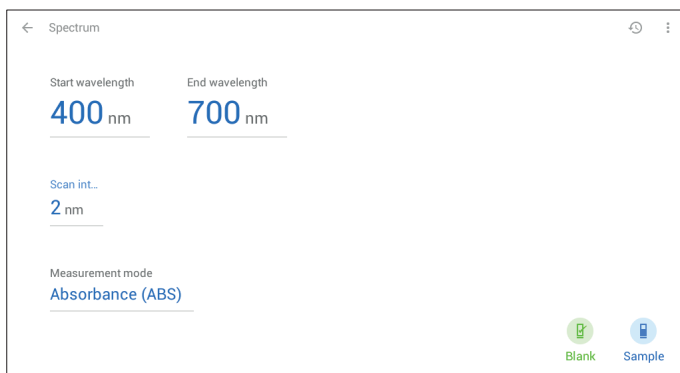 Spectrum
Start wavelength End wavelength
400 nm 700 nm
Scan int...
2 nm
Measurement mode
Absorbance (ABS)
Blank Sample